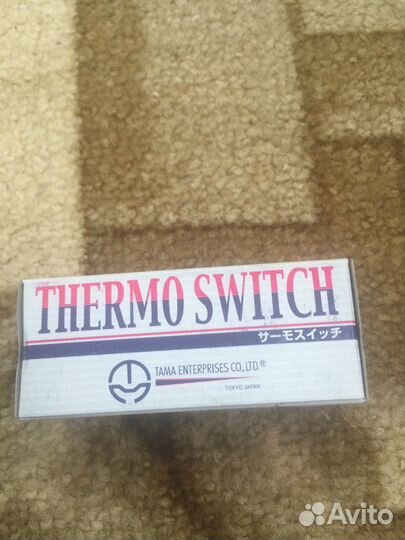 THERMO SWITCH
サーモスイッチ
TAMA ENTERPRISES CO., LTD.®
TOKYO JAPAN
Avito